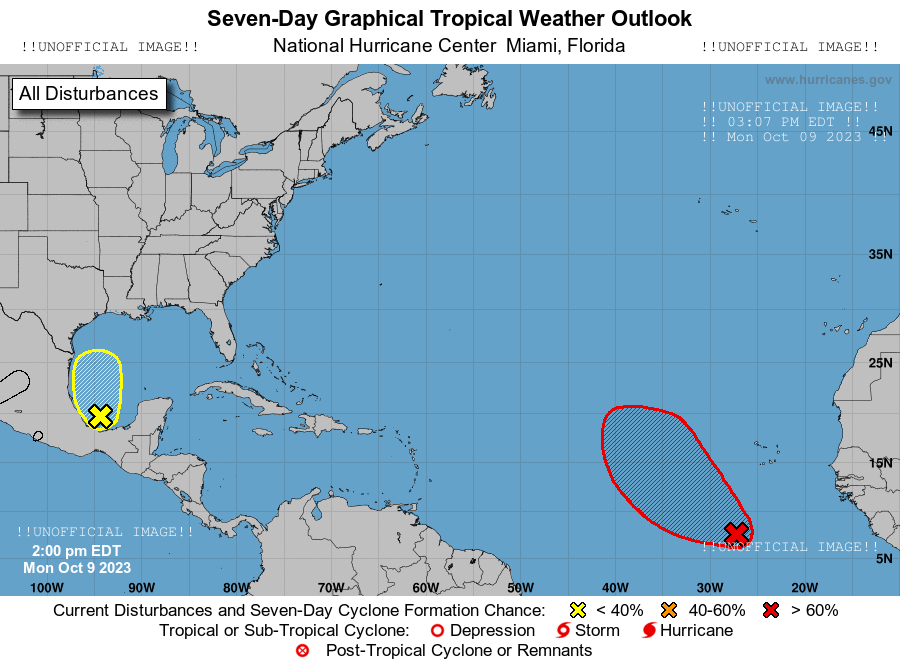 Seven-Day Graphical Tropical Weather Outlook
!!UNOFFICIAL IMAGE!! National Hurricane Center Miami, Florida !!UNOFFICIAL IMAGE!!
www.hurricanes.gov
All Disturbances
!!UNOFFICIAL IMAGE!!
!! 03:07 PM EDT !!
45N
!! Mon Oct 09 2023 !!
35N
25N
15N
!!UNOFFICIAL IMAGE!!
!!UNOFFICIAL IMAGE!!
2:00 pm EDT
5N
Mon Oct 9 2023
100W 90W 80W 70W 60W 50W 40W 30W 20W
Current Disturbances and Seven-Day Cyclone Formation Chance: < 40% 40-60% > 60%
Tropical or Sub-Tropical Cyclone: Depression Storm Hurricane
Post-Tropical Cyclone or Remnants